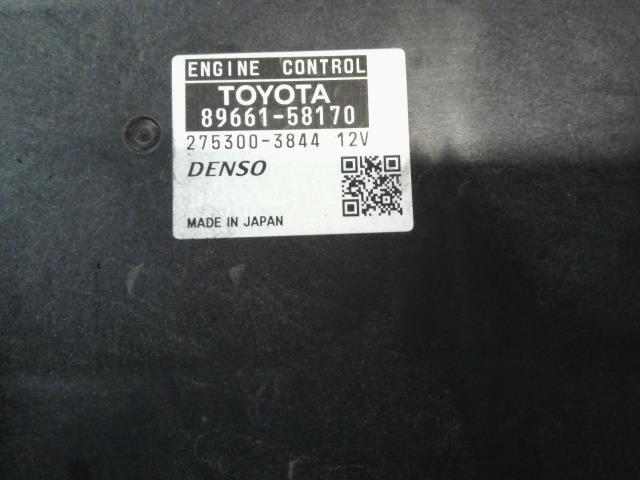 ENGINE CONTROL
TOYOTA
89661-58170
275300-3844 12V
DENSO
MADE IN JAPAN